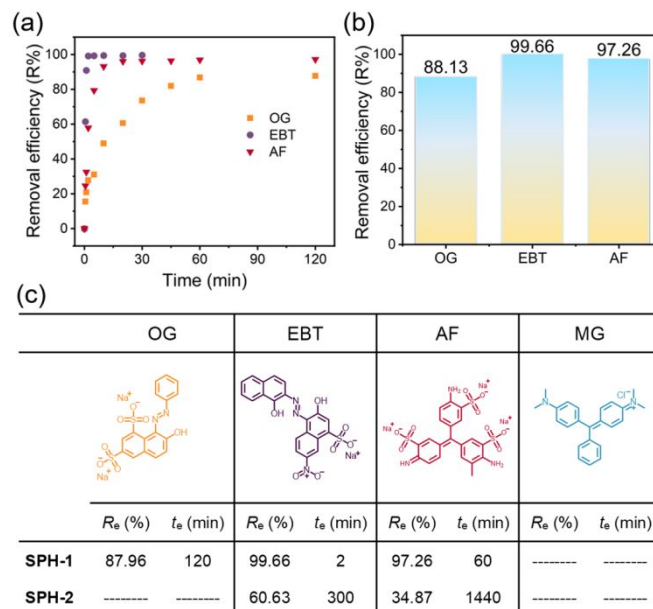 (a)
Removal efficiency (R%)
100
80
60
40
20
0
OG
EBT
AF
0 30 60 90 120
Time (min)
(b)
Removal efficiency (R%)
100
80
60
40
20
0
88.13 99.66 97.26
OG EBT AF
(c)
OG EBT AF MG
Na⁺ O⁻ O=S=O N=N OH O=S=O O⁻ Na⁺
OH N=N HO O=S=O O⁻ Na⁺ O=N⁺ O⁻
NH₂ O=S=O O⁻ Na⁺ Na⁺ O⁻ O=S=O HN O=S=O O⁻ Na⁺ NH₂
N Cl⁻ N⁺
Rₑ (%) tₑ (min) Rₑ (%) tₑ (min) Rₑ (%) tₑ (min) Rₑ (%) tₑ (min)
SPH-1 87.96 120 99.66 2 97.26 60 -------- --------
SPH-2 -------- -------- 60.63 300 34.87 1440 -------- --------